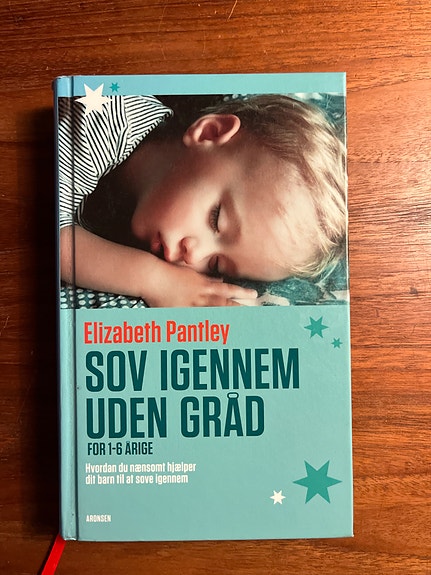 Elizabeth Pantley
SOV IGENNEM
UDEN GRÅD
FOR 1-6 ÅRIGE
Hvordan du nænsomt hjælper
dit barn til at sove igennem
ARONSEN